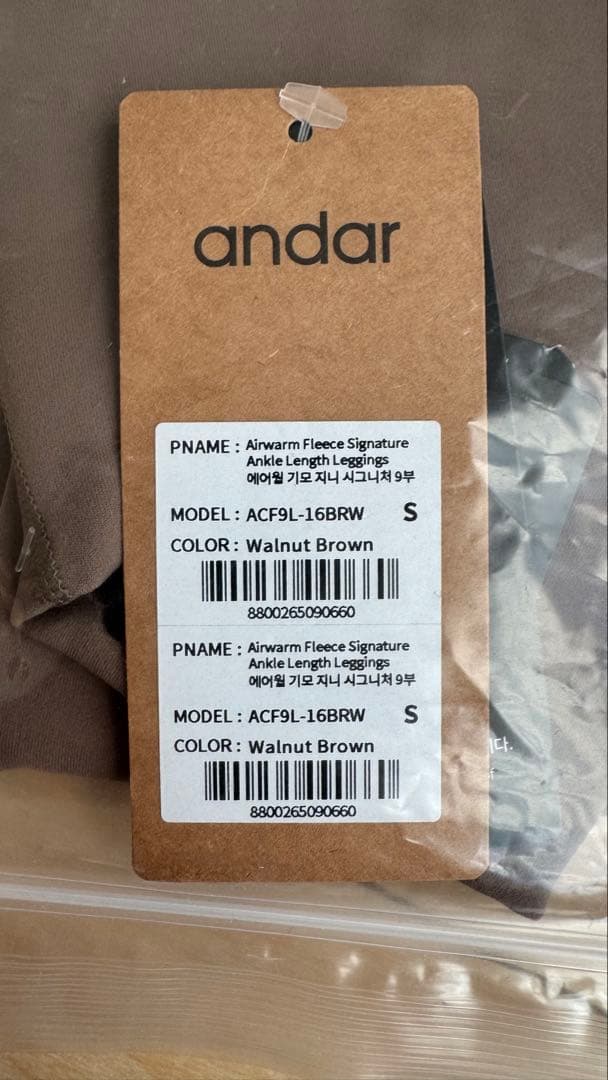 andar
PNAME : Airwarm Fleece Signature
Ankle Length Leggings
에어웜 기모 지니 시그니처 9부
MODEL : ACF9L-16BRW S
COLOR : Walnut Brown
8800265090660
PNAME : Airwarm Fleece Signature
Ankle Length Leggings
에어웜 기모 지니 시그니처 9부
MODEL : ACF9L-16BRW S
COLOR : Walnut Brown
8800265090660